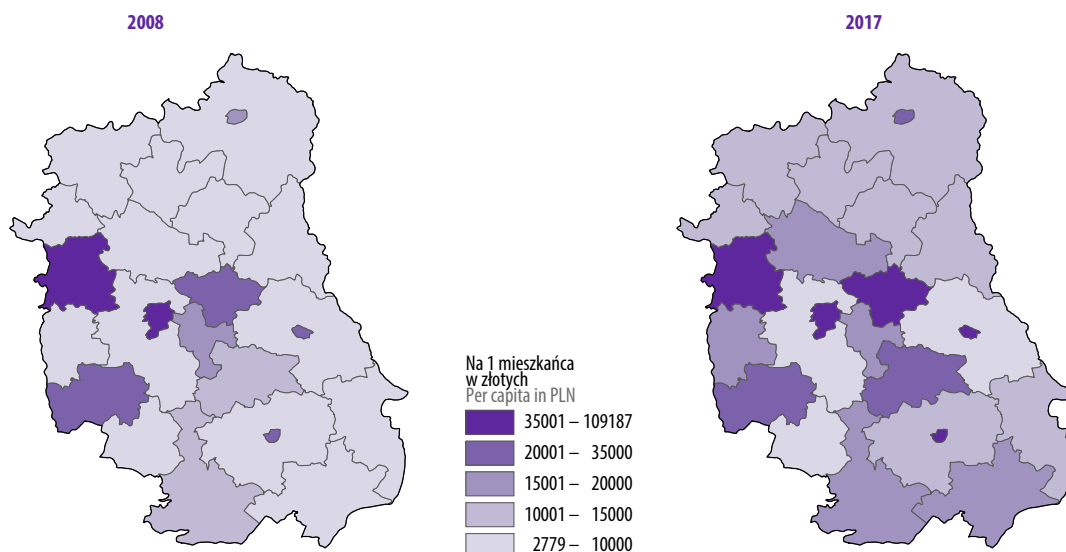 2008
2017
Na 1 mieszkańca
w złotych
Per capita in PLN
35001 – 109187
20001 – 35000
15001 – 20000
10001 – 15000
2779 – 10000